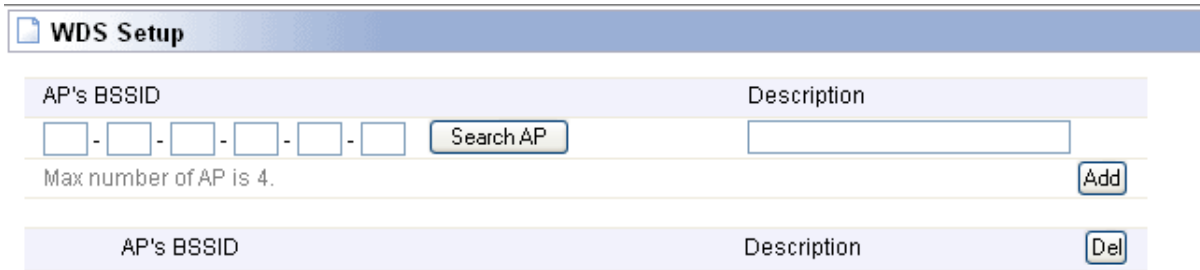 WDS Setup
AP's BSSID Description
- - - - - Search AP
Max number of AP is 4. Add
AP's BSSID Description Del